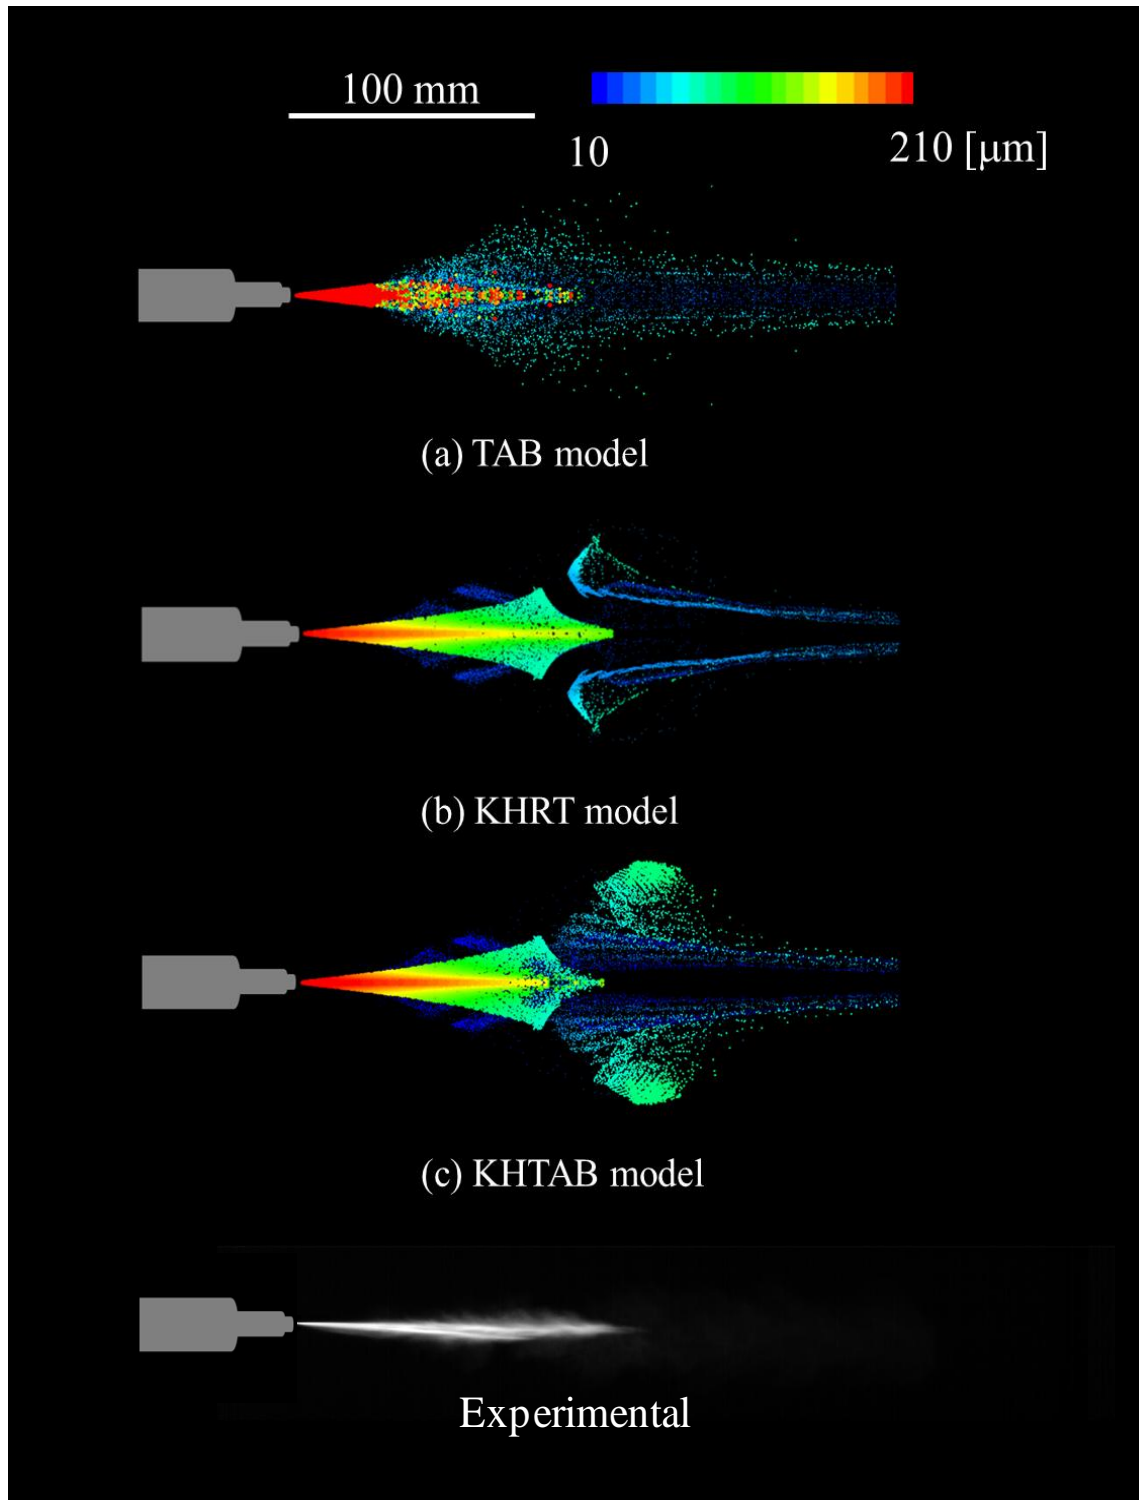 100 mm
10
210 [μm]
(a) TAB model
(b) KHRT model
(c) KHTAB model
Experimental